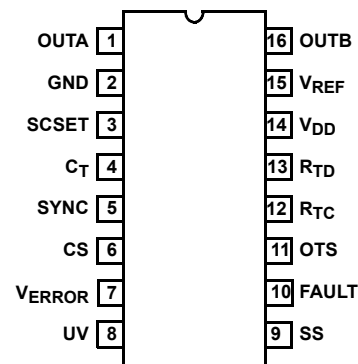 OUTA 1 16 OUTB
GND 2 15 VREF
SCSET 3 14 VDD
CT 4 13 RTD
SYNC 5 12 RTC
CS 6 11 OTS
VERROR 7 10 FAULT
UV 8 9 SS